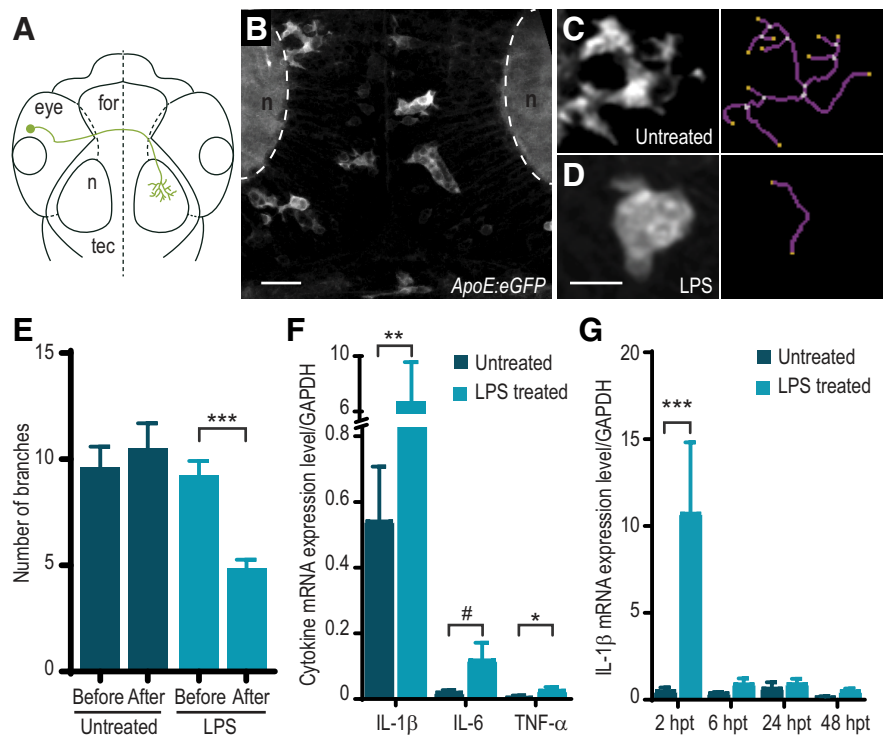 A
eye
for
n
tec
B
n
n
ApoE:eGFP
C
Untreated
D
LPS
E
15
10
5
0
Number of branches
***
Before After
Before After
Untreated
LPS
F
10
6
0.8
0.6
0.4
0.2
0
Cytokine mRNA expression level/GAPDH
**
#
*
Untreated
LPS treated
IL-1β
IL-6
TNF-α
G
20
15
10
5
0
IL-1β mRNA expression level/GAPDH
***
Untreated
LPS treated
2 hpt
6 hpt
24 hpt
48 hpt